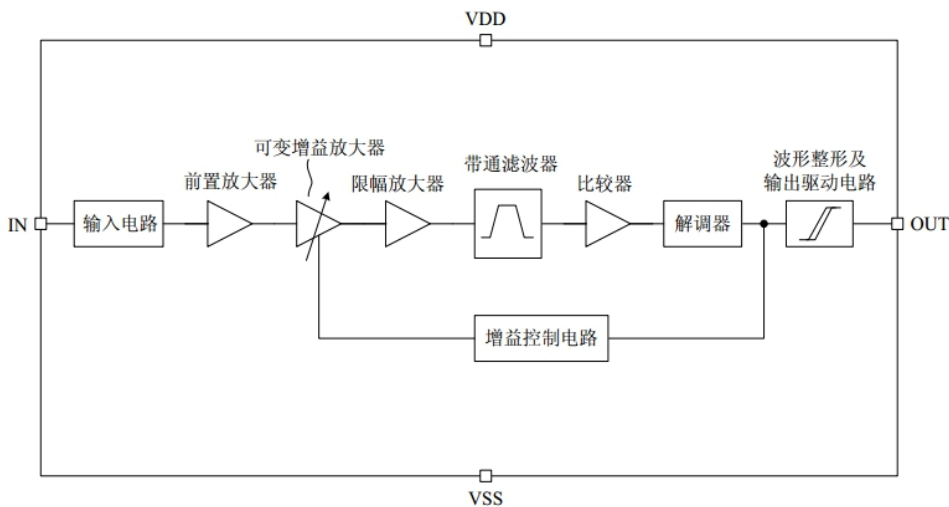 VDD
可变增益放大器
前置放大器
限幅放大器
带通滤波器
比较器
波形整形及
输出驱动电路
IN
输入电路
解调器
OUT
增益控制电路
VSS